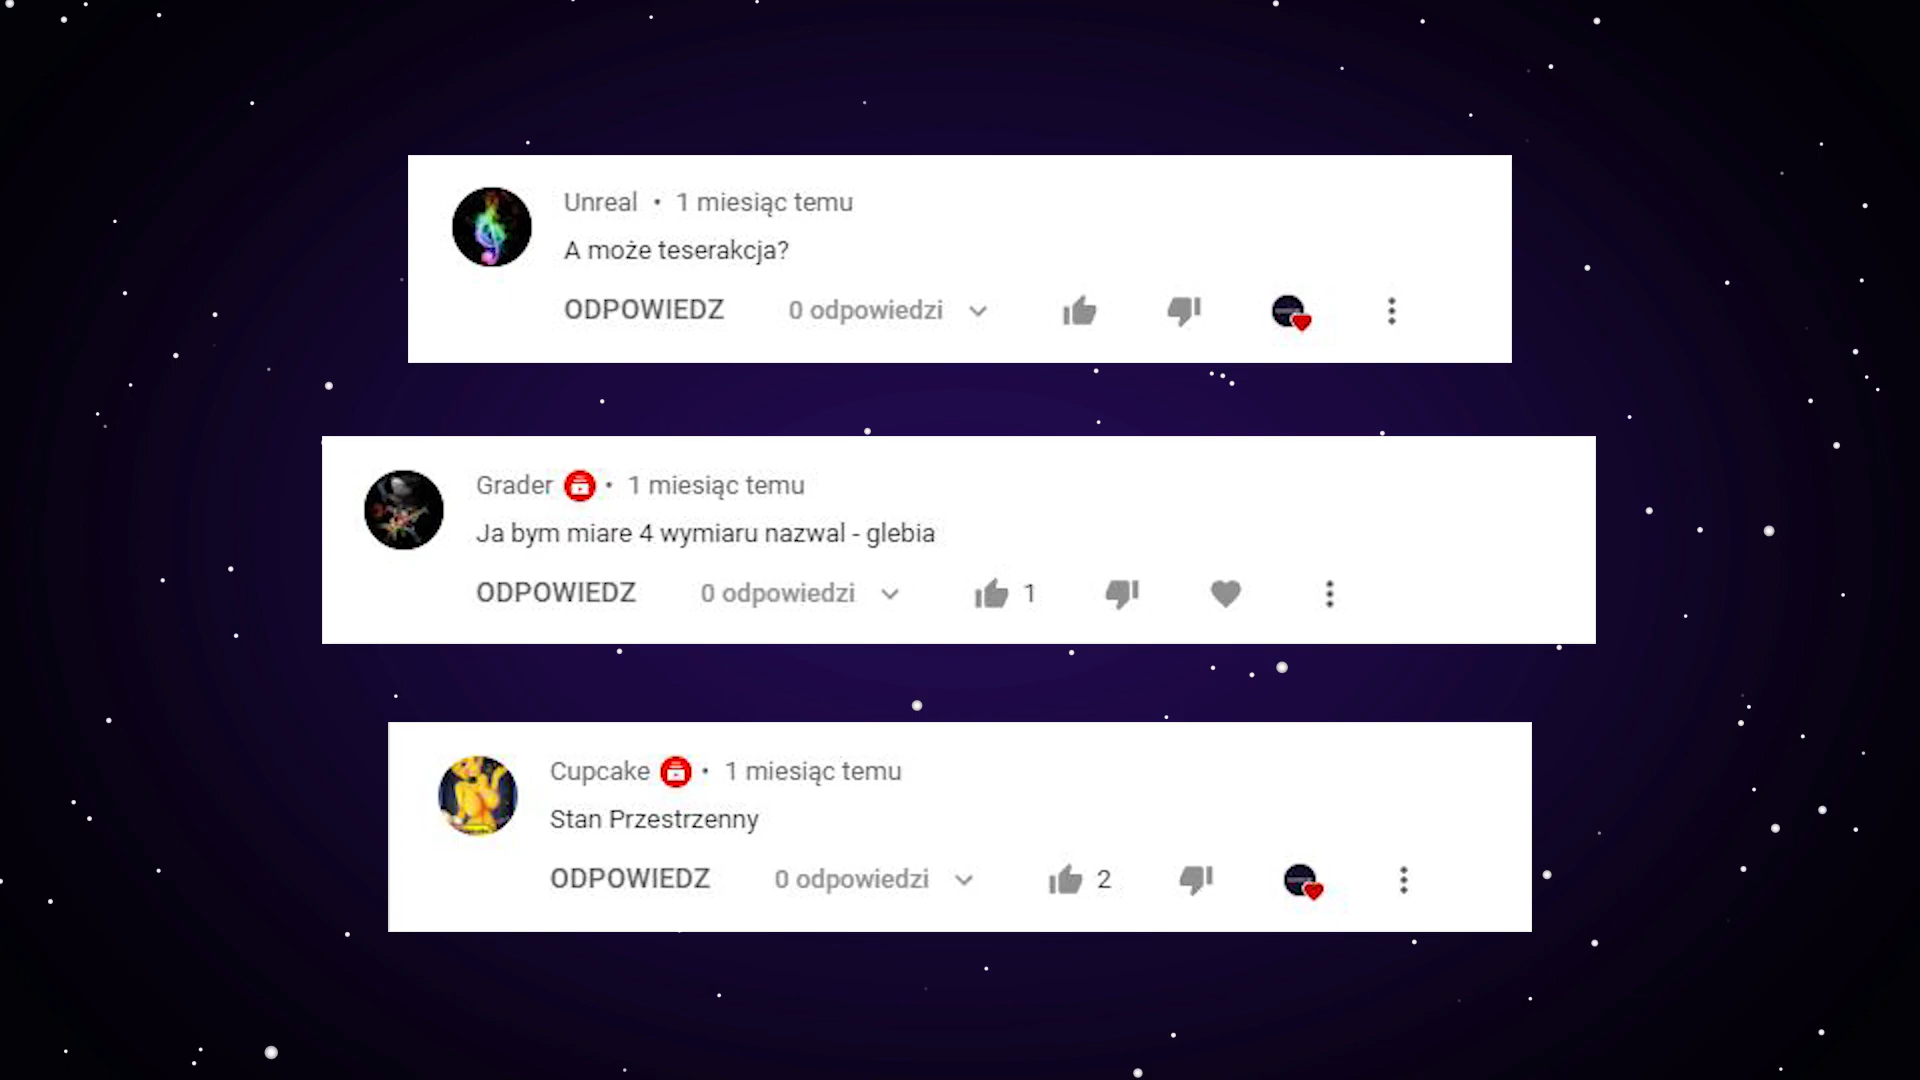 Unreal • 1 miesiąc temu
A może teserakcja?
ODPOWIEDZ 0 odpowiedzi
Grader • 1 miesiąc temu
Ja bym miare 4 wymiaru nazwal - glebia
ODPOWIEDZ 0 odpowiedzi 1
Cupcake • 1 miesiąc temu
Stan Przestrzenny
ODPOWIEDZ 0 odpowiedzi 2